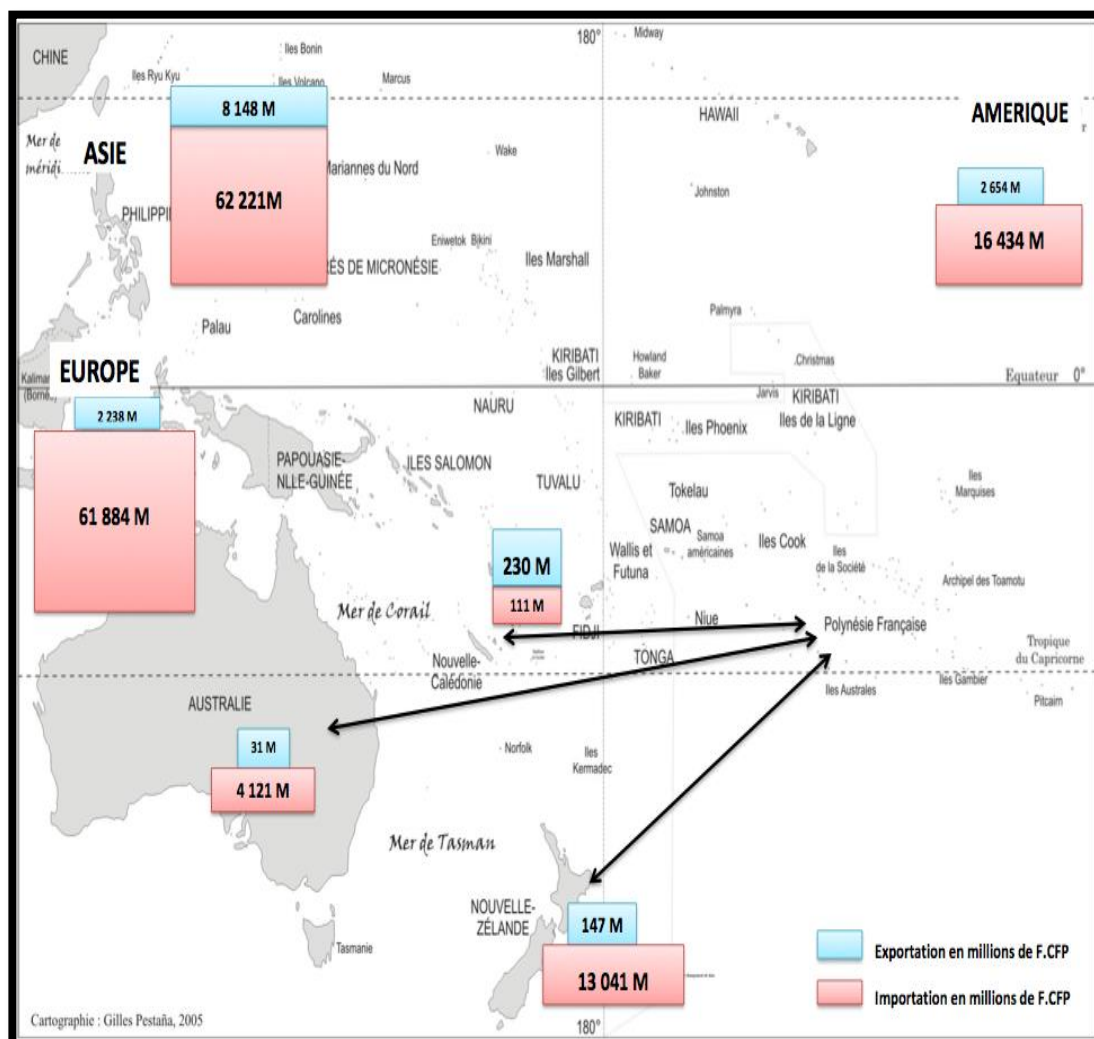 180°
Midway
CHINE
Iles Bonin
Iles Ryu Kyu
Iles Volcano
Marcus
8 148 M
HAWAII
AMERIQUE
Mer de
méridi
ASIE
Wake
Mariannes du Nord
62 221M
Johnston
2 654 M
PHILIPPI
16 434 M
Eniwetok Bikini
RÉS DE MICRONÉSIE
Iles Marshall
Palau
Carolines
Palmyra
EUROPE
KIRIBATI
Iles Gilbert
Howland
Baker
Christmas
Equateur 0°
Kalima
(Bornéo)
Jarvis
KIRIBATI
Iles de la Ligne
2 238 M
NAURU
KIRIBATI
Iles Phoenix
PAPOUASIE-
NLLE-GUINÉE
ILES SALOMON
TUVALU
Iles
Marquises
61 884 M
Tokelau
SAMOA
Samoa
américaines
Iles Cook
Wallis et
Futuna
Iles
de la Société
230 M
Archipel des Toamotu
111 M
Mer de Corail
FIDJI
Niue
Polynésie Française
Nouvelle-
Calédonie
TONGA
Tropique
du Capricorne
Iles Australes
Iles Gambier
Pitcairn
AUSTRALIE
31 M
Norfolk
Iles
Kermadec
4 121 M
Mer de Tasman
NOUVELLE-
ZÉLANDE
147 M
Tasmanie
13 041 M
Exportation en millions de F.CFP
Importation en millions de F.CFP
Cartographie : Gilles Pestaña, 2005
180°